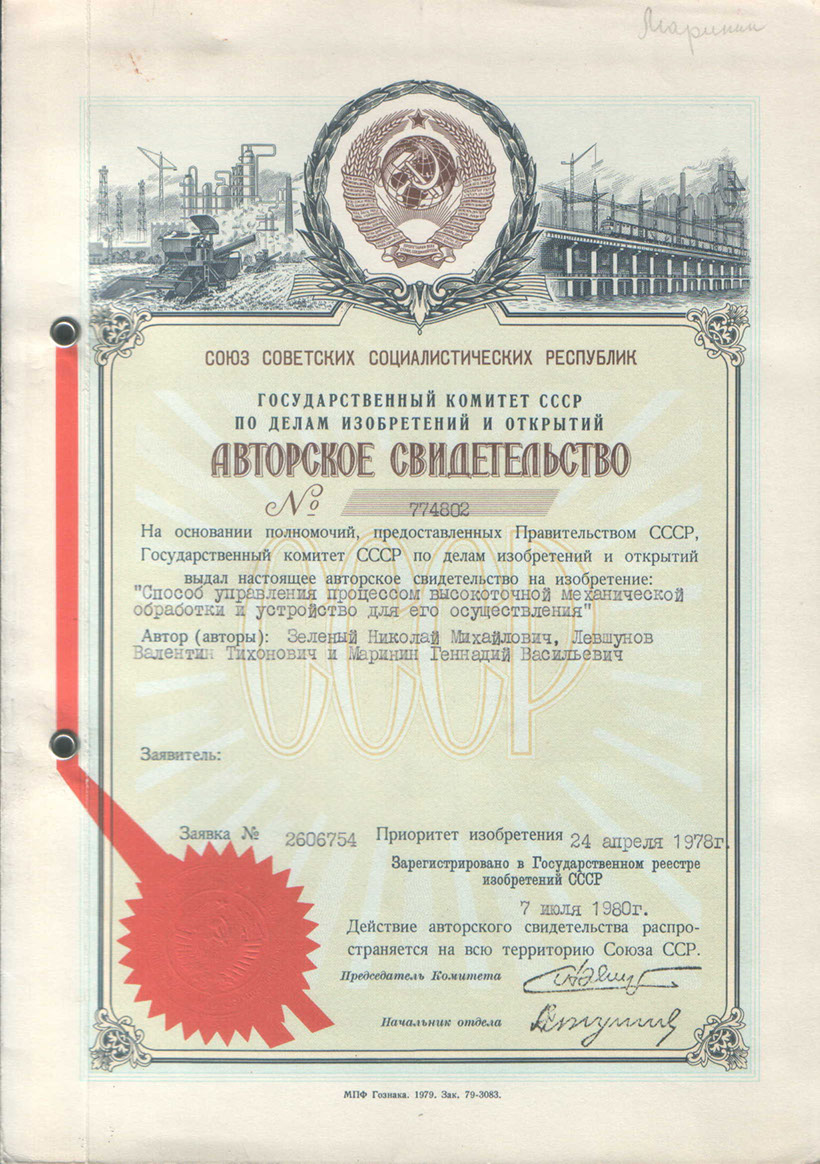 Маринин
СОЮЗ СОВЕТСКИХ СОЦИАЛИСТИЧЕСКИХ РЕСПУБЛИК
ГОСУДАРСТВЕННЫЙ КОМИТЕТ СССР
ПО ДЕЛАМ ИЗОБРЕТЕНИЙ И ОТКРЫТИЙ
АВТОРСКОЕ СВИДЕТЕЛЬСТВО
№ 774802
СССР
На основании полномочий, предоставленных Правительством СССР,
Государственный комитет СССР по делам изобретений и открытий
выдал настоящее авторское свидетельство на изобретение:
"Способ управления процессом высокоточной механической
обработки и устройство для его осуществления"
Автор (авторы): Зеленый Николай Михайлович, Левшунов
Валентин Тихонович и Маринин Геннадий Васильевич
Заявитель:
Заявка № 2606754 Приоритет изобретения 24 апреля 1978г.
Зарегистрировано в Государственном реестре
изобретений СССР
7 июля 1980г.
Действие авторского свидетельства распро-
страняется на всю территорию Союза ССР.
Председатель Комитета
Начальник отдела
МПФ Гознака. 1979. Зак. 79-3083.